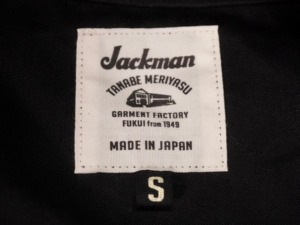 Jackman
TANABE MERIYASU
GARMENT FACTORY
FUKUI from 1949
MADE IN JAPAN
S